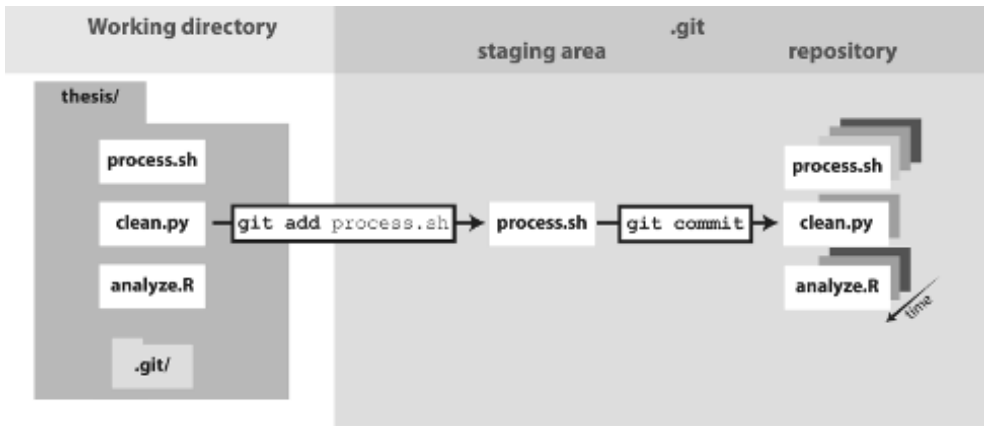 Working directory
.git
staging area
repository
thesis/
process.sh
clean.py
analyze.R
.git/
git add process.sh
process.sh
git commit
process.sh
clean.py
analyze.R
time